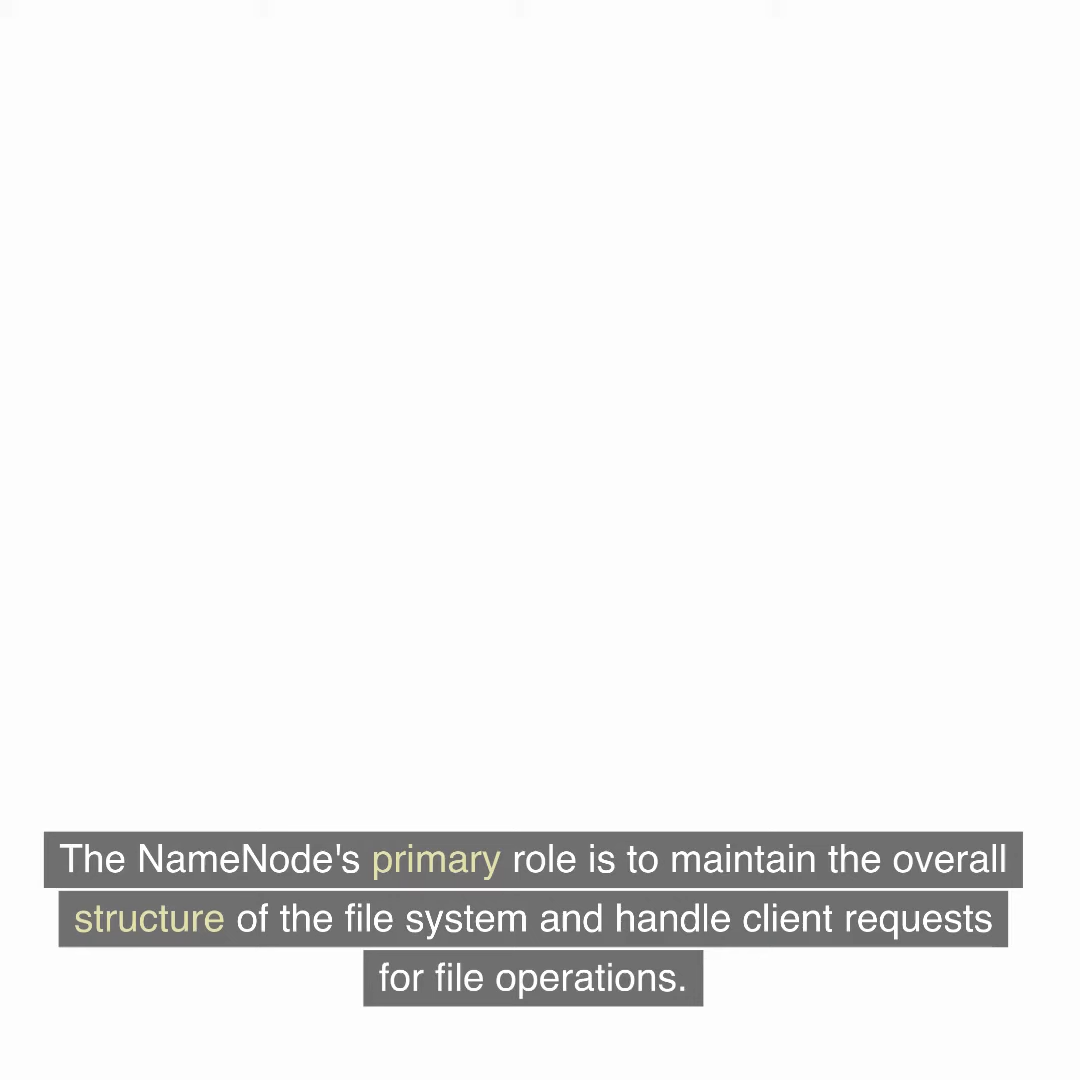 The NameNode's primary role is to maintain the overall
structure of the file system and handle client requests
for file operations.